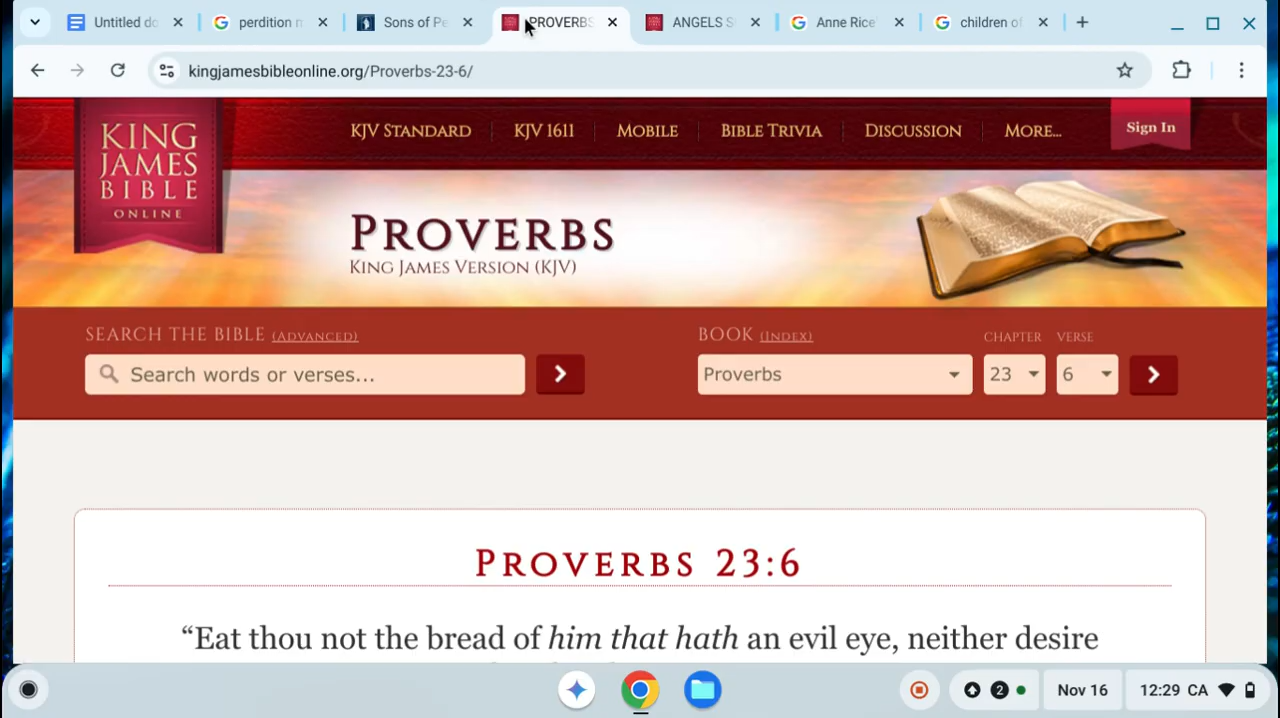 Untitled do
perdition m
Sons of Pe
PROVERBS
ANGELS S
Anne Rice'
children of
kingjamesbibleonline.org/Proverbs-23-6/
KING
JAMES
BIBLE
ONLINE
KJV STANDARD
KJV 1611
MOBILE
BIBLE TRIVIA
DISCUSSION
MORE...
Sign In
PROVERBS
KING JAMES VERSION (KJV)
SEARCH THE BIBLE (ADVANCED)
Search words or verses...
BOOK (INDEX)
CHAPTER
VERSE
Proverbs
23
6
PROVERBS 23:6
“Eat thou not the bread of him that hath an evil eye, neither desire
2
Nov 16
12:29 CA